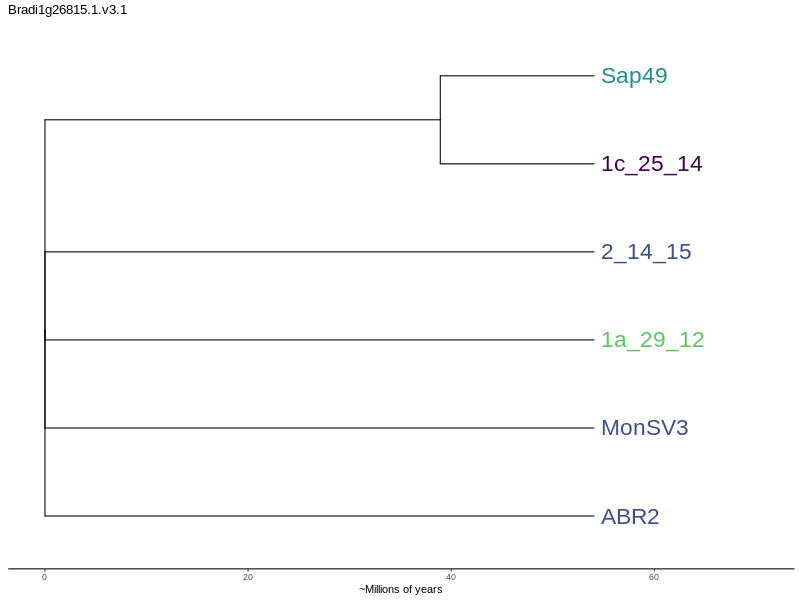 Bradi1g26815.1.v3.1
Sap49
1c_25_14
2_14_15
1a_29_12
MonSV3
ABR2
0 20 40 60
~Millions of years